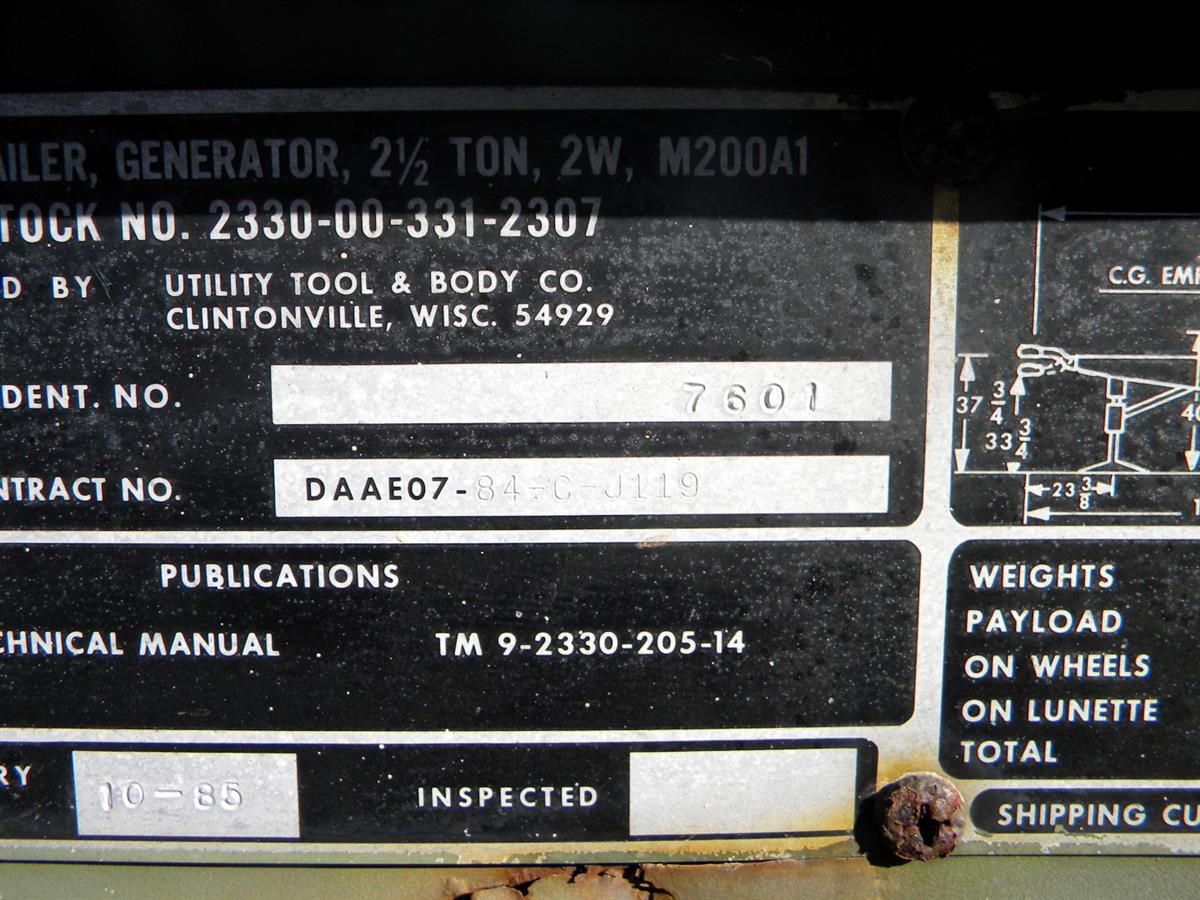 AILER, GENERATOR, 2½ TON, 2W, M200A1
TOCK NO. 2330-00-331-2307
D BY UTILITY TOOL & BODY CO.
CLINTONVILLE, WISC. 54929
DENT. NO. 7601
NTRACT NO. DAAE07-84-C-J119
PUBLICATIONS
CHNICAL MANUAL TM 9-2330-205-14
RY 10-85 INSPECTED
C.G. EM
37 3/4
33 3/4
23 3/8
WEIGHTS
PAYLOAD
ON WHEELS
ON LUNETTE
TOTAL
SHIPPING CU